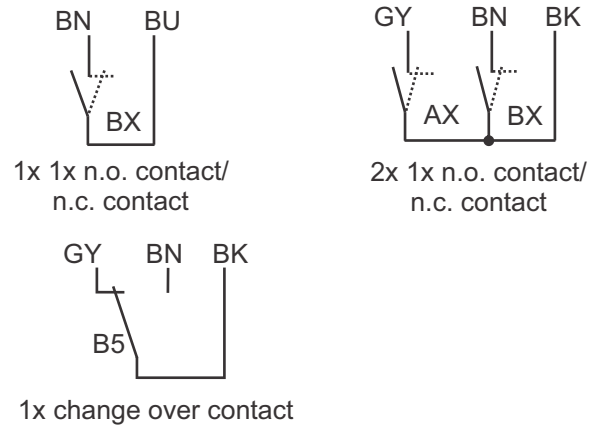 BN BU
BX
1x 1x n.o. contact/
n.c. contact
GY BN BK
AX BX
2x 1x n.o. contact/
n.c. contact
GY BN BK
B5
1x change over contact